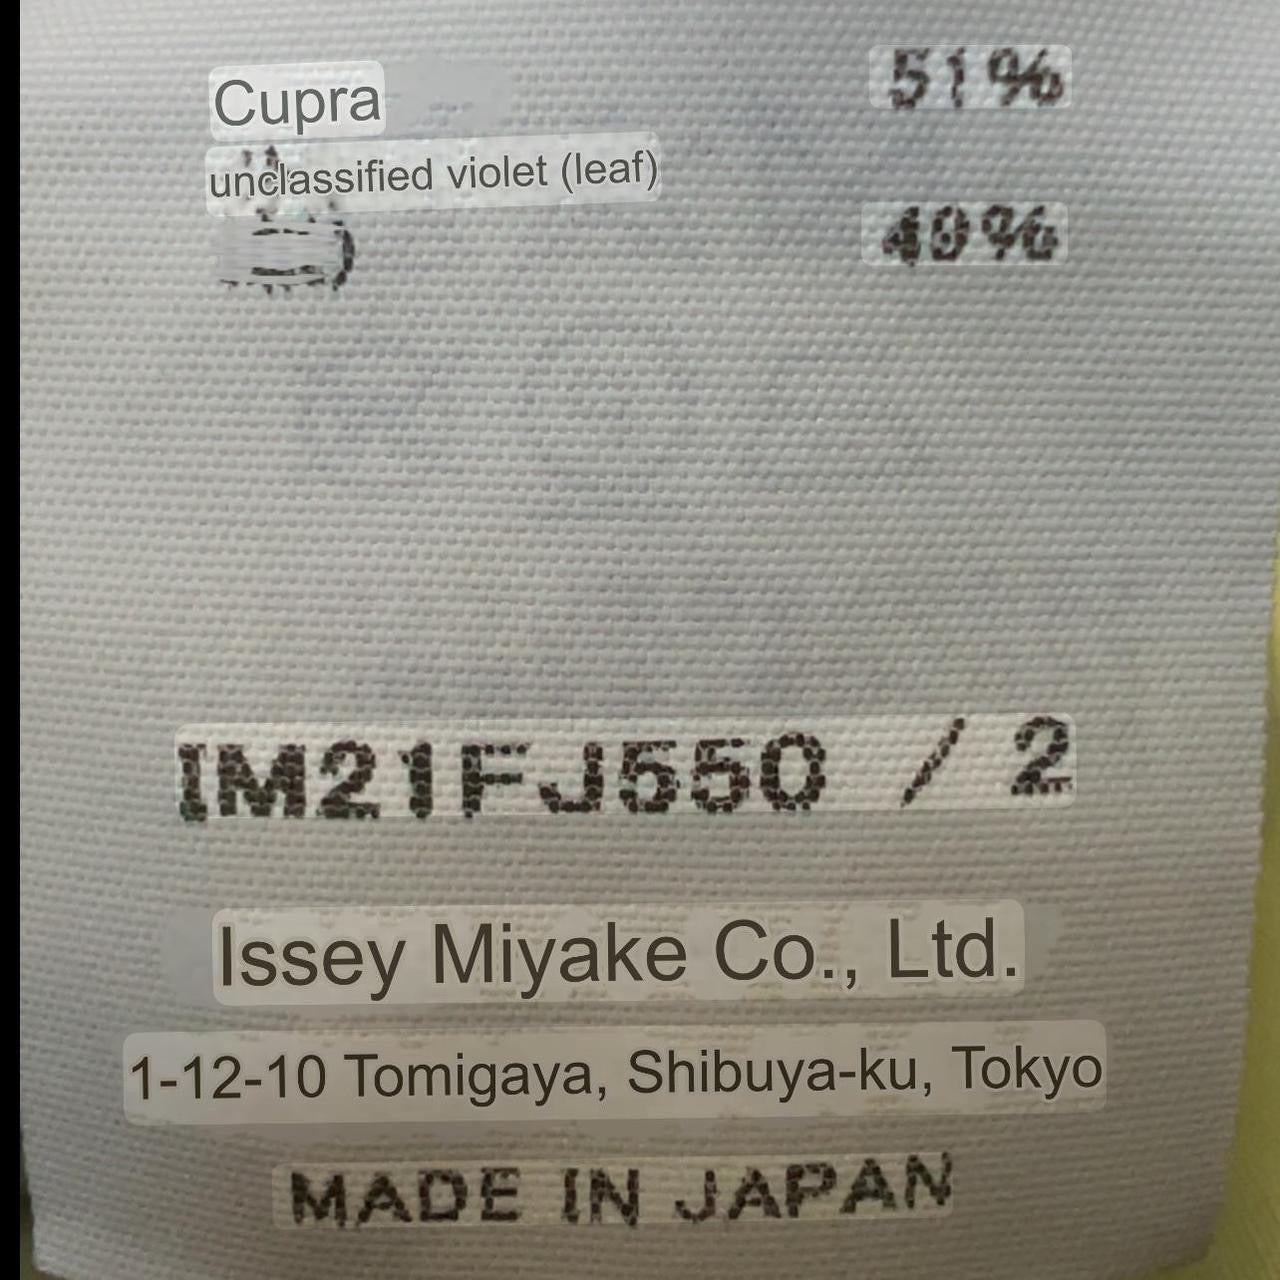 Cupra 51%
unclassified violet (leaf)
49%
IM21FJ550 / 2
Issey Miyake Co., Ltd.
1-12-10 Tomigaya, Shibuya-ku, Tokyo
MADE IN JAPAN